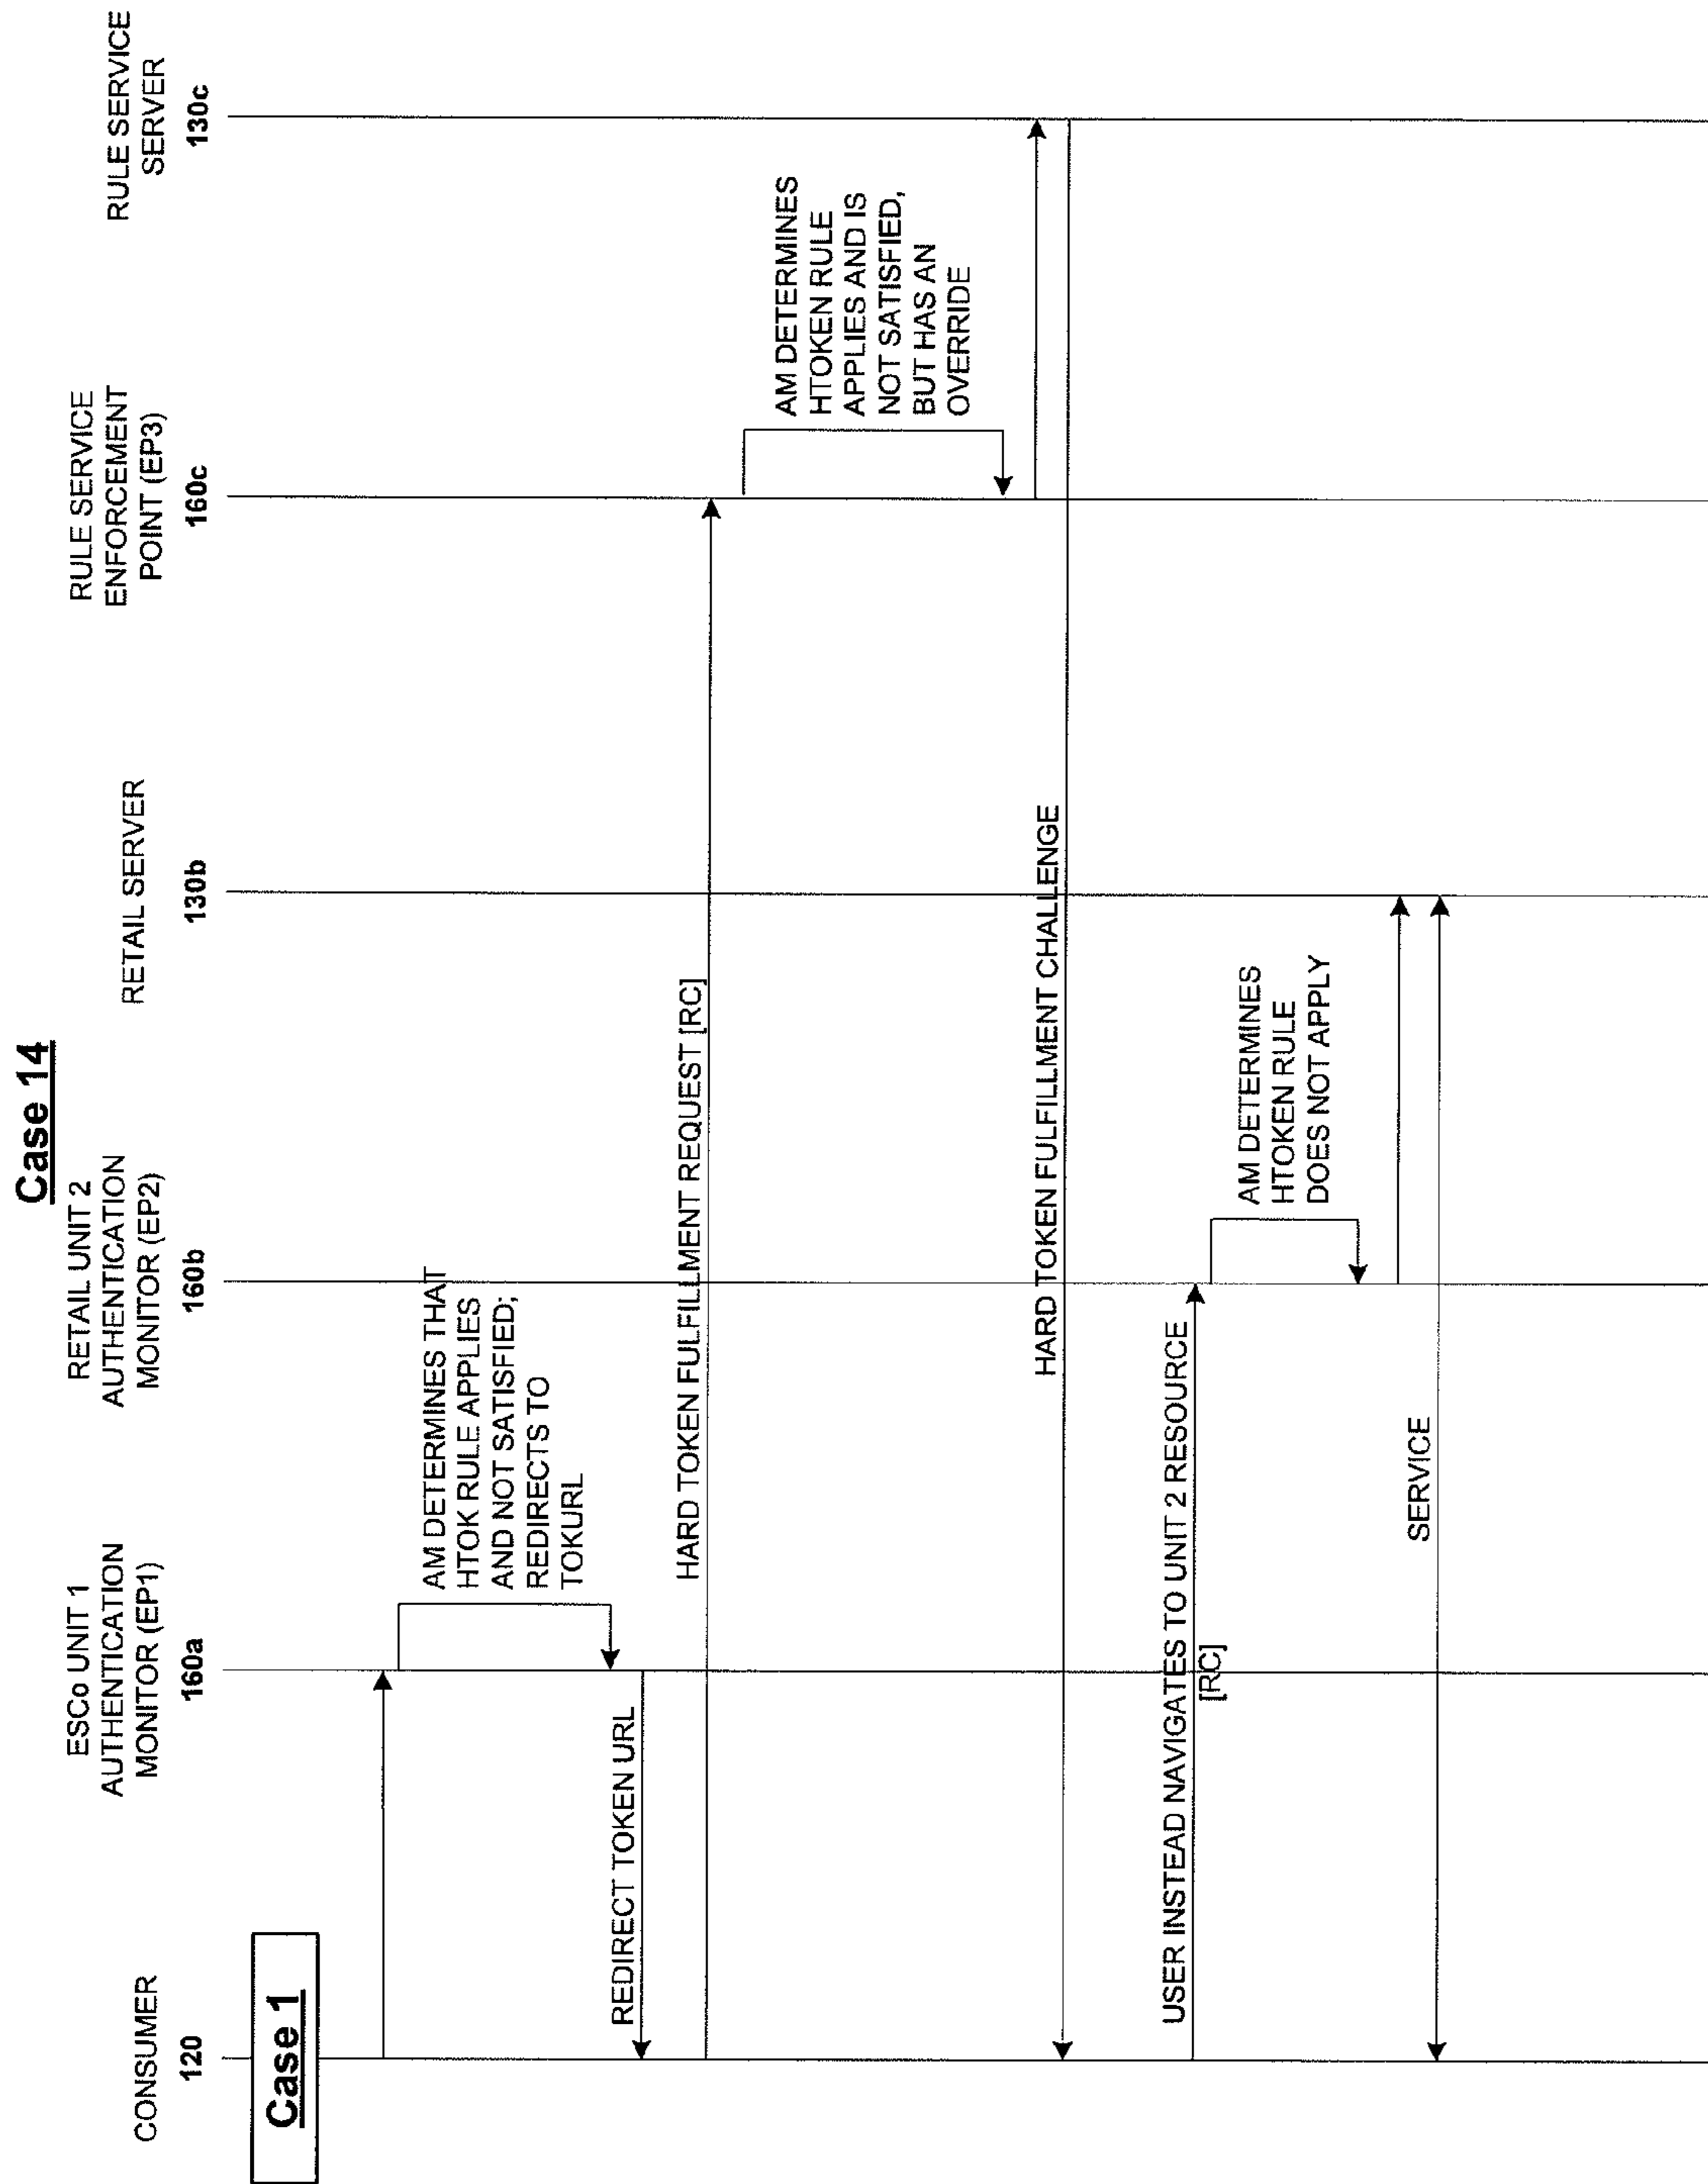 Case 14
CONSUMER
120
ESCo UNIT 1
AUTHENTICATION
MONITOR (EP1)
160a
RETAIL UNIT 2
AUTHENTICATION
MONITOR (EP2)
160b
RETAIL SERVER
130b
RULE SERVICE
ENFORCEMENT
POINT (EP3)
160c
RULE SERVICE
SERVER
130c
Case 1
AM DETERMINES THAT
HTOK RULE APPLIES
AND NOT SATISFIED;
REDIRECTS TO
TOKURL
REDIRECT TOKEN URL
HARD TOKEN FULFILLMENT REQUEST [RC]
AM DETERMINES
HTOKEN RULE
APPLIES AND IS
NOT SATISFIED,
BUT HAS AN
OVERRIDE
HARD TOKEN FULFILLMENT CHALLENGE
USER INSTEAD NAVIGATES TO UNIT 2 RESOURCE
[RC]
AM DETERMINES
HTOKEN RULE
DOES NOT APPLY
SERVICE